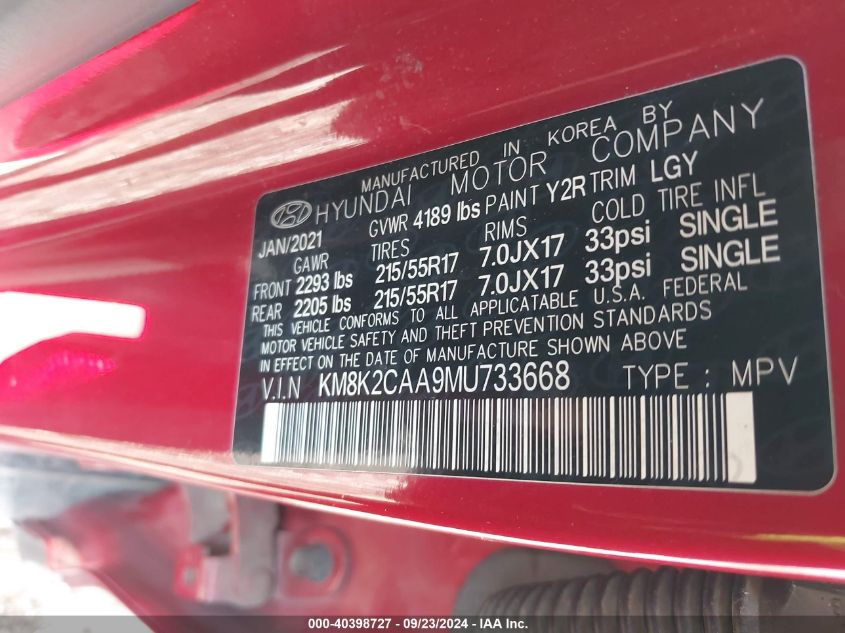 MANUFACTURED IN KOREA BY
HYUNDAI MOTOR COMPANY
JAN/2021 GVWR 4189 lbs PAINT Y2R TRIM LGY
GAWR TIRES RIMS COLD TIRE INFL
FRONT 2293 lbs 215/55R17 7.0JX17 33psi SINGLE
REAR 2205 lbs 215/55R17 7.0JX17 33psi SINGLE
THIS VEHICLE CONFORMS TO ALL APPLICATABLE U.S.A. FEDERAL
MOTOR VEHICLE SAFETY AND THEFT PREVENTION STANDARDS
IN EFFECT ON THE DATE OF MANUFACTURE SHOWN ABOVE
V.I.N KM8K2CAA9MU733668 TYPE : MPV
000-40398727 - 09/23/2024 - IAAI.com